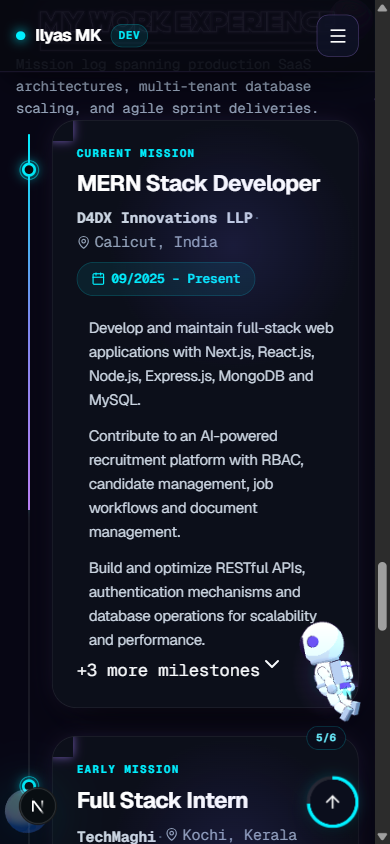 MY WORK EXPERIENCE
Ilyas MK DEV
Mission log spanning production SaaS
architectures, multi-tenant database
scaling, and agile sprint deliveries.
CURRENT MISSION
MERN Stack Developer
D4DX Innovations LLP·
Calicut, India
09/2025 - Present
Develop and maintain full-stack web
applications with Next.js, React.js,
Node.js, Express.js, MongoDB and
MySQL.
Contribute to an AI-powered
recruitment platform with RBAC,
candidate management, job
workflows and document
management.
Build and optimize RESTful APIs,
authentication mechanisms and
database operations for scalability
and performance.
+3 more milestones
5/6
EARLY MISSION
Full Stack Intern
N
TechMaghi· Kochi, Kerala